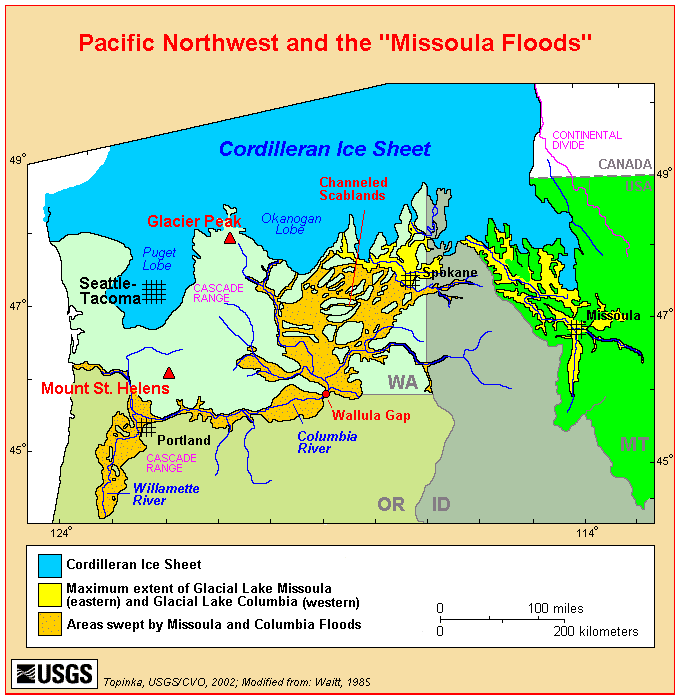 Pacific Northwest and the "Missoula Floods"
CONTINENTAL
DIVIDE
49°
Cordilleran Ice Sheet
CANADA
49°
USA
Channeled
Scablands
Glacier Peak
Okanogan
Lobe
Puget
Lobe
Spokane
Seattle-
Tacoma
CASCADE
RANGE
47°
47°
Missoula
Mount St. Helens
WA
Wallula Gap
Portland
Columbia
River
MT
45°
CASCADE
RANGE
45°
Willamette
River
OR
ID
124°
114°
Cordilleran Ice Sheet
Maximum extent of Glacial Lake Missoula
(eastern) and Glacial Lake Columbia (western)
0 100 miles
Areas swept by Missoula and Columbia Floods
0 200 kilometers
USGS
Topinka, USGS/CVO, 2002; Modified from: Waitt, 1985